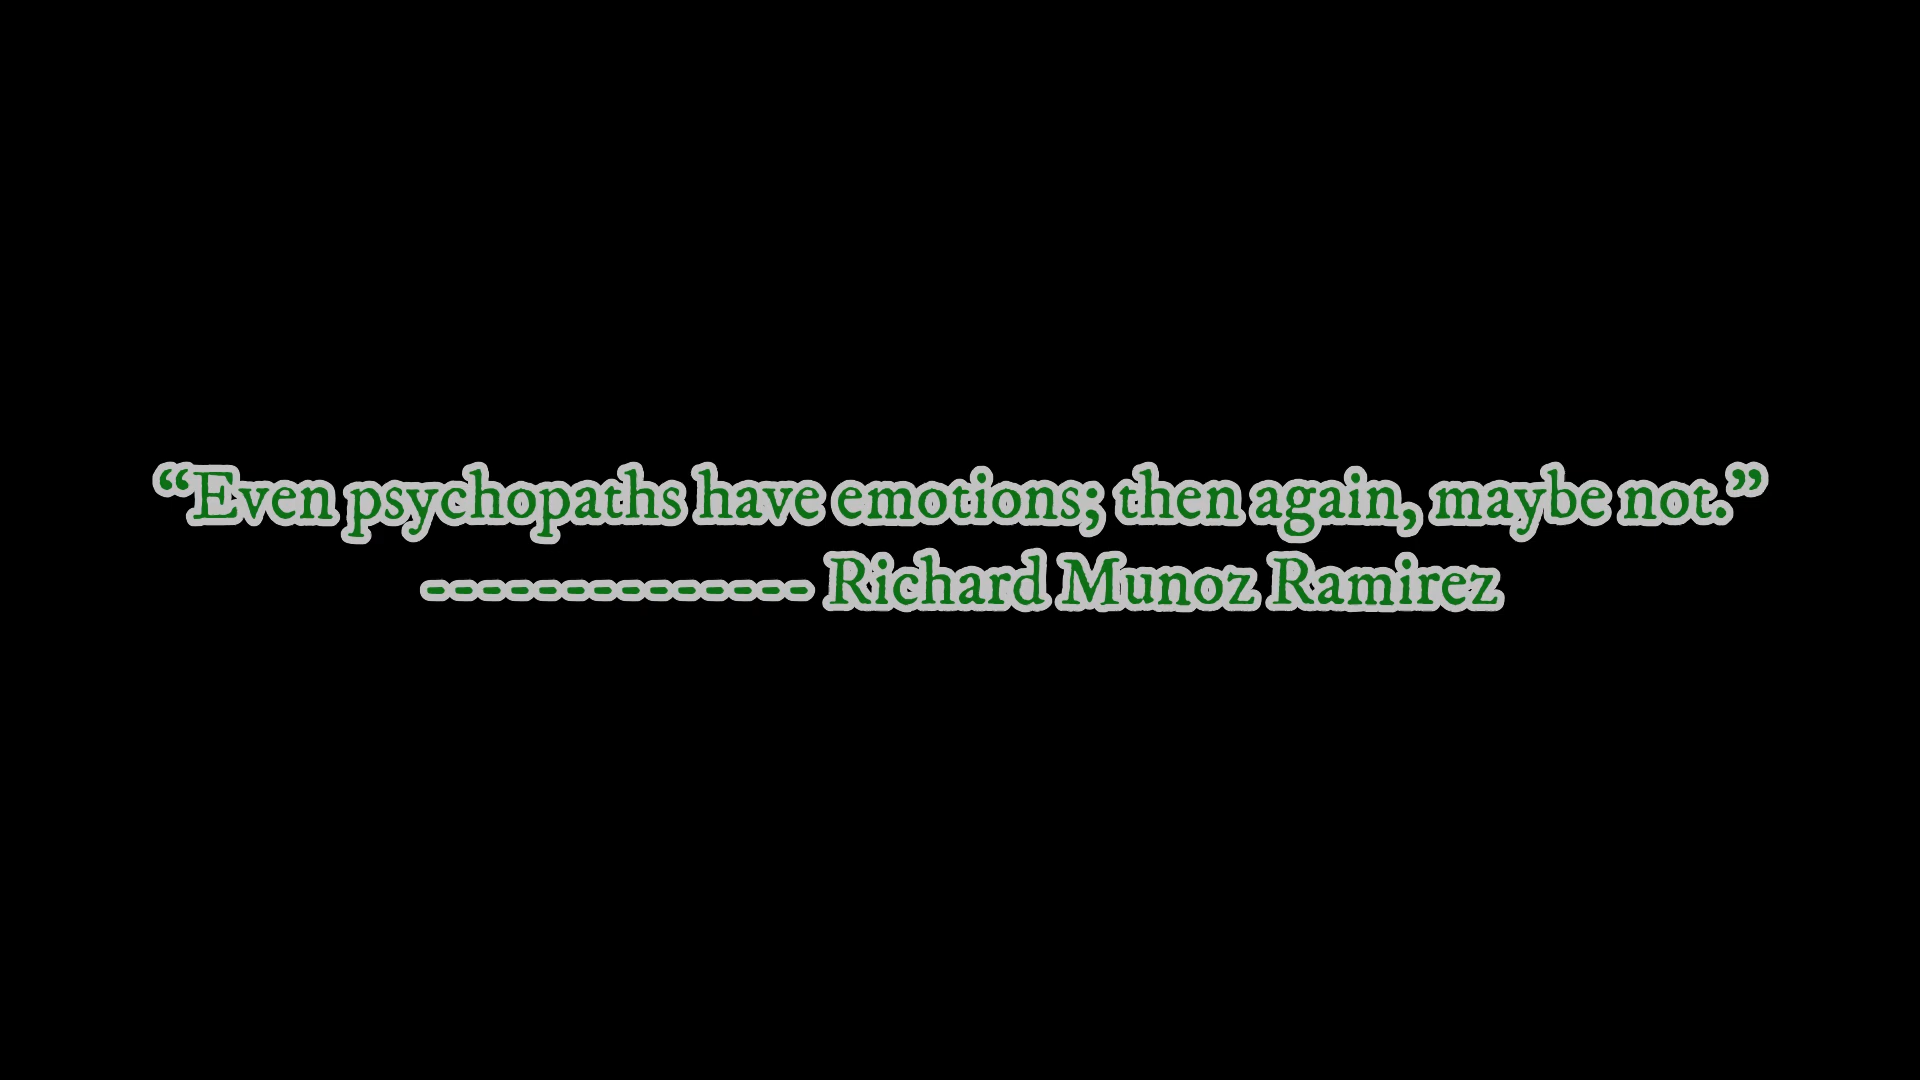 “Even psychopaths have emotions; then again, maybe not.”
-------------- Richard Munoz Ramirez